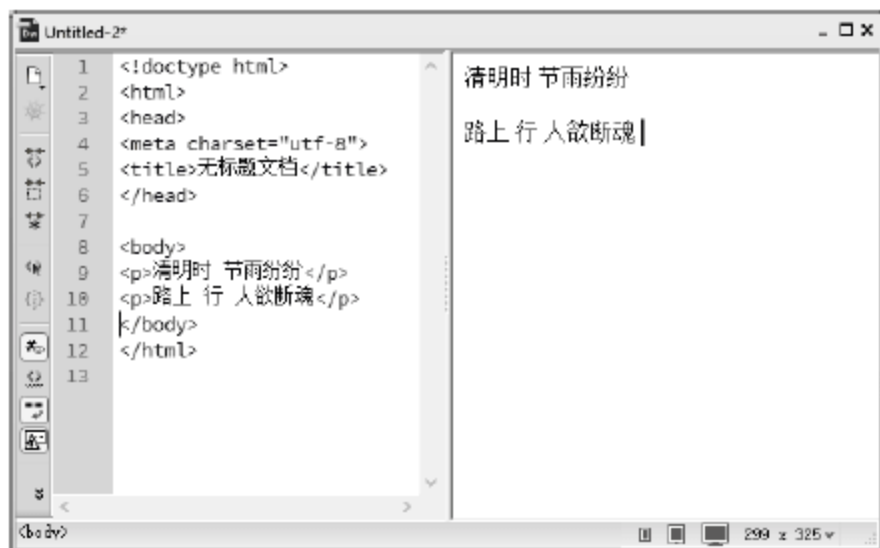 Dw Untitled-2*
1 <!doctype html>
2 <html>
3 <head>
4 <meta charset="utf-8">
5 <title>无标题文档</title>
6 </head>
7
8 <body>
9 <p>清明时 节雨纷纷</p>
10 <p>路上 行 人欲断魂</p>
11 </body>
12 </html>
13
清明时 节雨纷纷
路上 行 人欲断魂
<body>
299 x 325